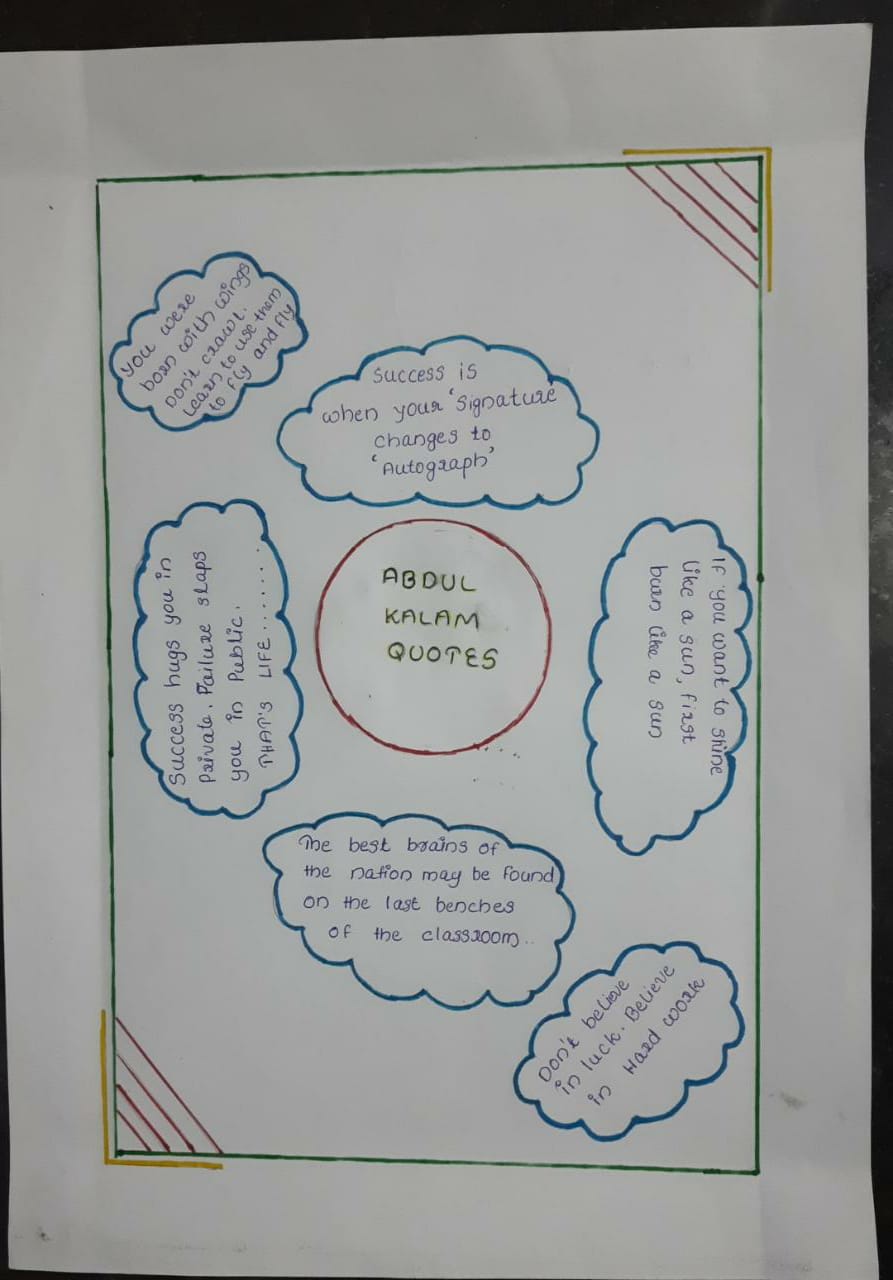 You were
born with wings
Don't crawl.
Learn to use them
to fly and fly
Success is
when your 'Signature'
changes to
'Autograph'
ABDUL
KALAM
QUOTES
Success hugs you in
Private. Failure slaps
you in Public.
THAT'S LIFE.......
If you want to shine
like a sun, first
burn like a sun
The best brains of
the nation may be found
on the last benches
of the classroom..
Don't believe
in luck. Believe
in Hard work